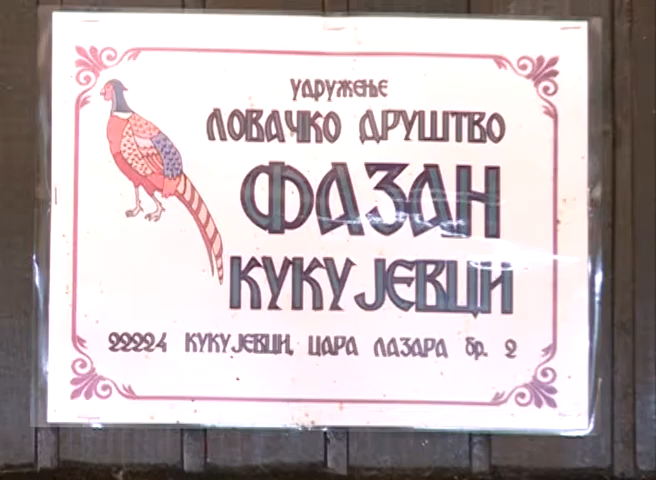 удружење
ловачко друштво
ФАЗАН
КУКУЈЕВЦИ
22224 КУКУЈЕВЦИ, ЦАРА ЛАЗАРА бр. 2